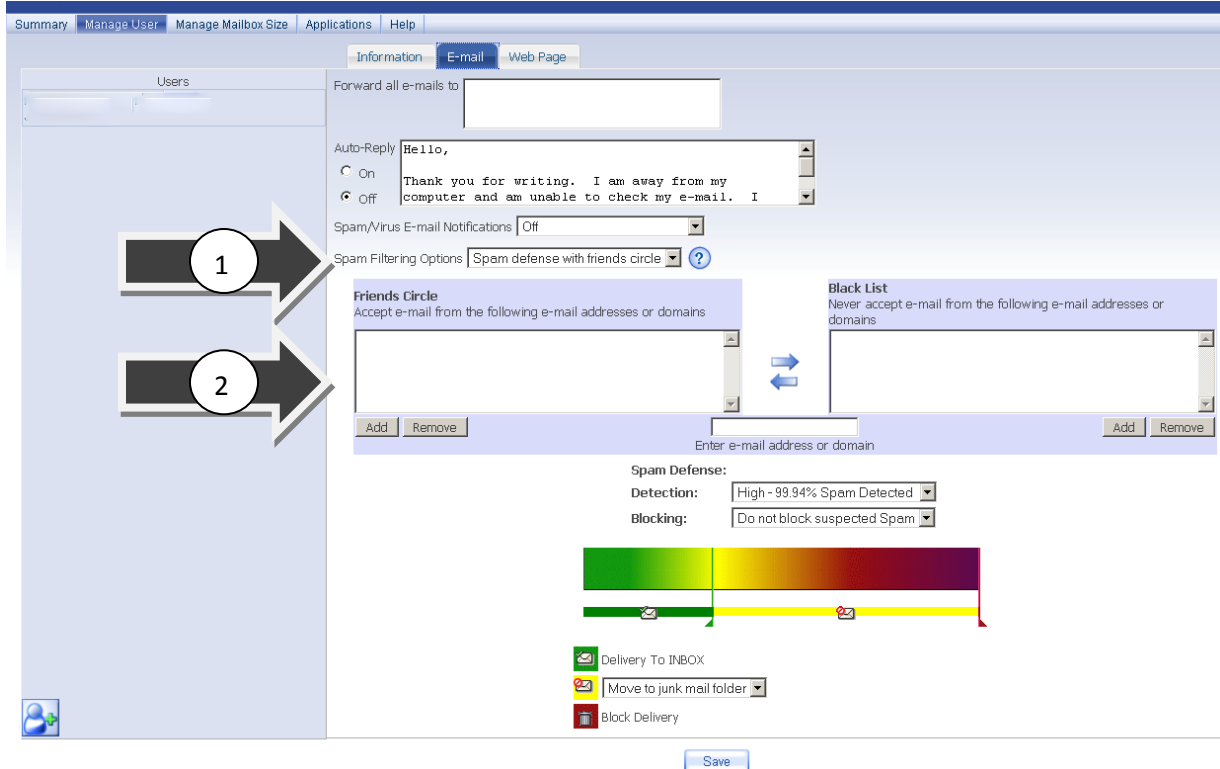 Summary Manage User Manage Mailbox Size Applications Help
Information E-mail Web Page
Users
Forward all e-mails to
Auto-Reply
On
Off
Hello,
Thank you for writing. I am away from my
computer and am unable to check my e-mail. I
Spam/Virus E-mail Notifications Off
1
Spam Filtering Options Spam defense with friends circle ?
Friends Circle
Accept e-mail from the following e-mail addresses or domains
Black List
Never accept e-mail from the following e-mail addresses or
domains
2
Add Remove
Enter e-mail address or domain
Add Remove
Spam Defense:
Detection: High - 99.94% Spam Detected
Blocking: Do not block suspected Spam
Delivery To INBOX
Move to junk mail folder
Block Delivery
Save